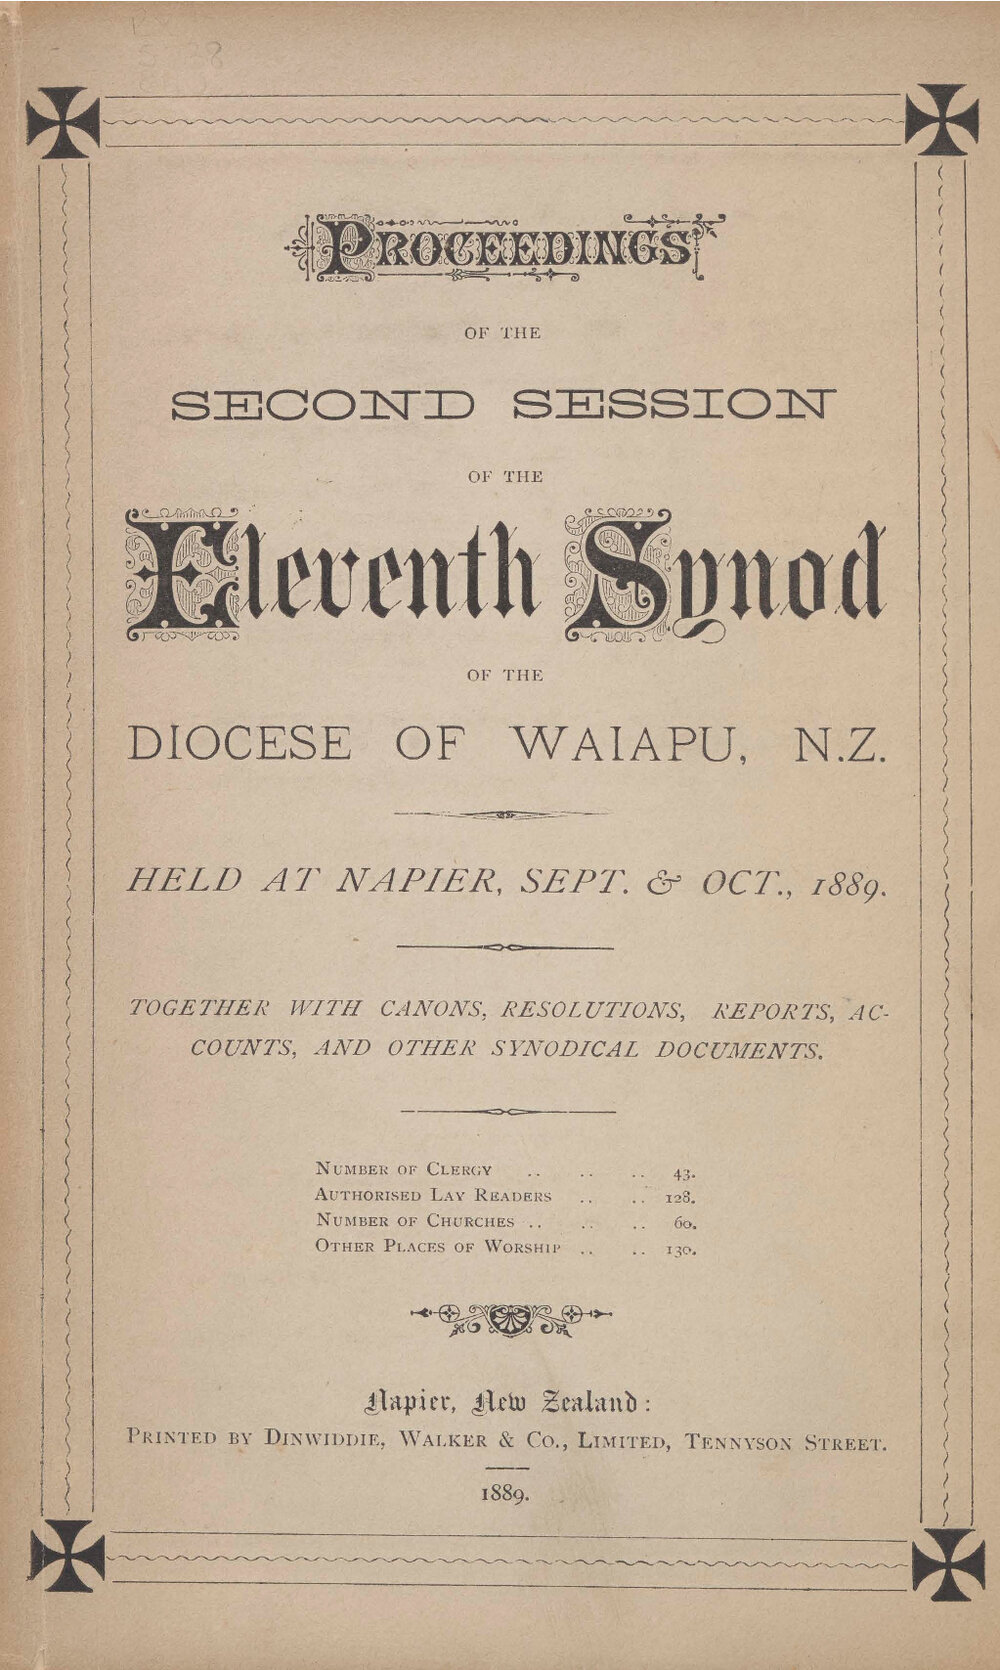 PROCEEDINGS
OF THE
SECOND SESSION
OF THE
Eleventh Synod
OF THE
DIOCESE OF WAIAPU, N.Z.
HELD AT NAPIER, SEPT. & OCT., 1889.
TOGETHER WITH CANONS, RESOLUTIONS, REPORTS, AC-
COUNTS, AND OTHER SYNODICAL DOCUMENTS.
NUMBER OF CLERGY .. .. .. 43.
AUTHORISED LAY READERS .. .. 128.
NUMBER OF CHURCHES .. .. .. 60.
OTHER PLACES OF WORSHIP .. .. 130.
Napier, New Zealand:
PRINTED BY DINWIDDIE, WALKER & CO., LIMITED, TENNYSON STREET.
1889.